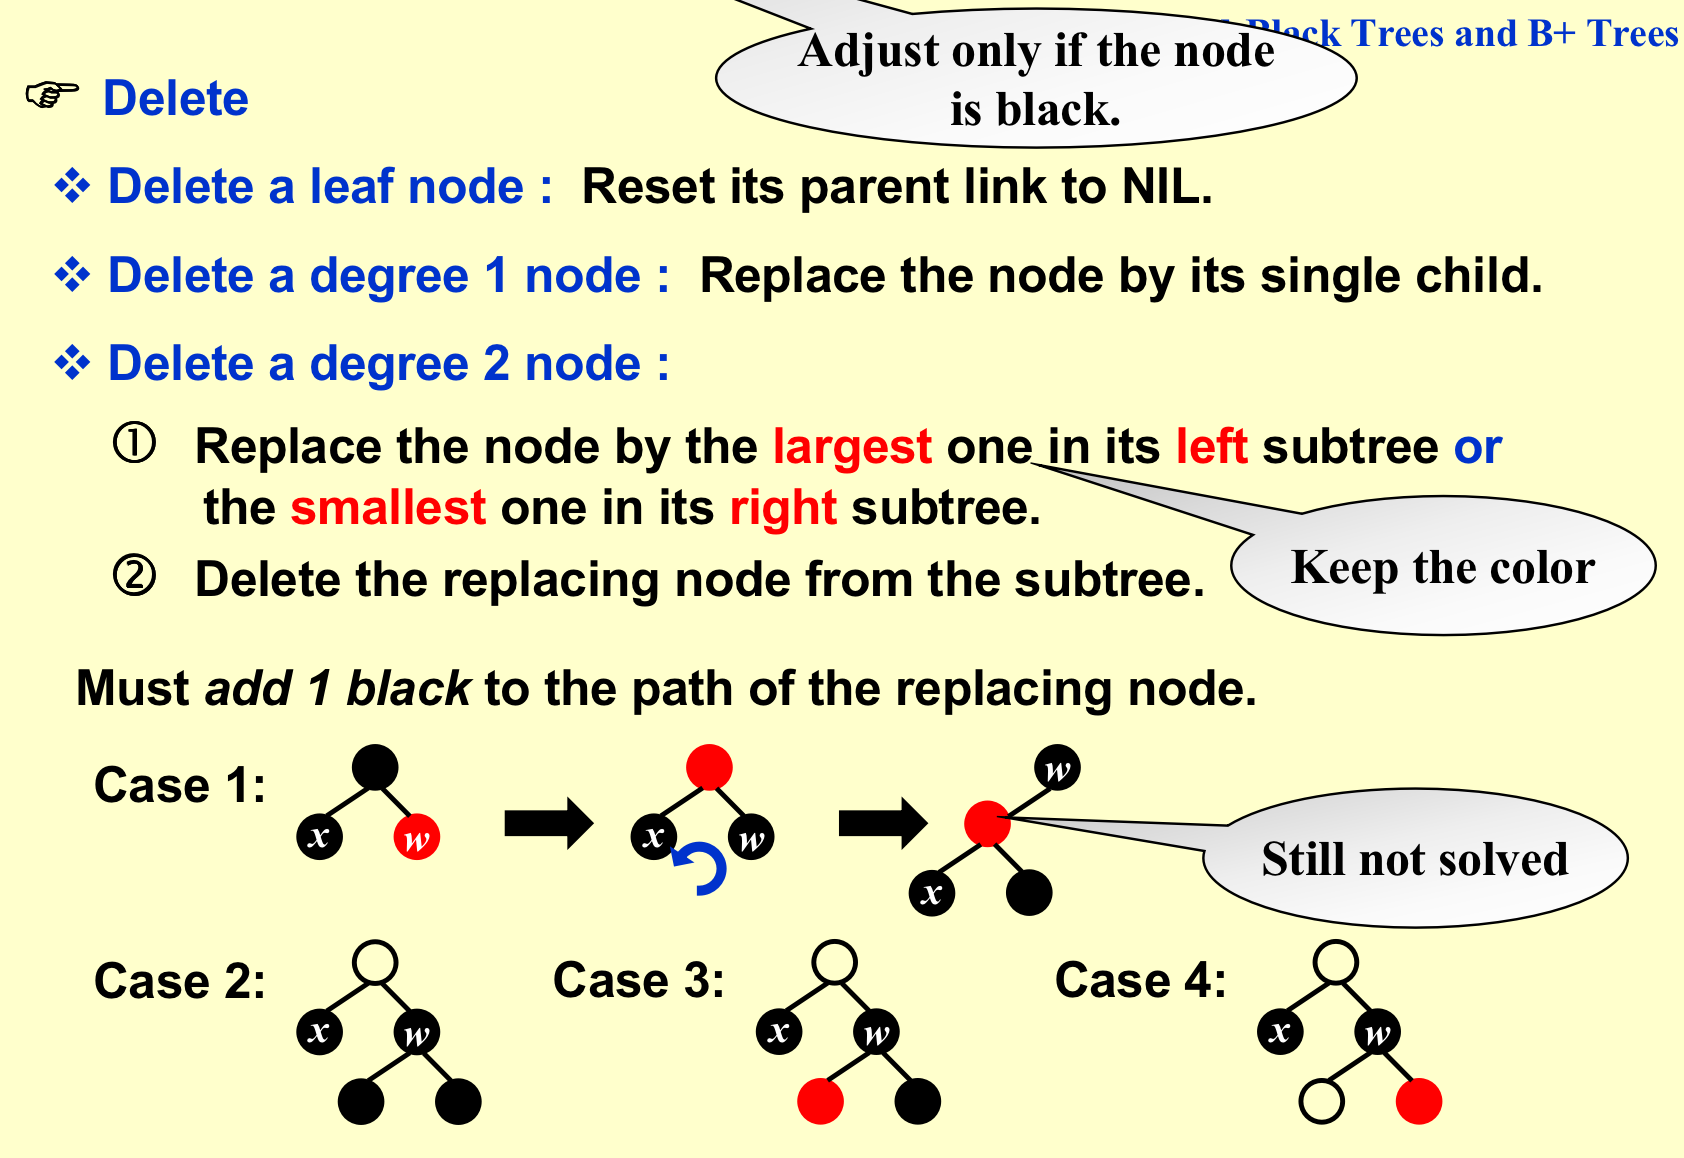 Black Trees and B+ Trees
Adjust only if the node
is black.
☞ Delete
❖ Delete a leaf node : Reset its parent link to NIL.
❖ Delete a degree 1 node : Replace the node by its single child.
❖ Delete a degree 2 node :
① Replace the node by the largest one in its left subtree or
the smallest one in its right subtree.
② Delete the replacing node from the subtree.
Keep the color
Must add 1 black to the path of the replacing node.
Case 1:
x
w
x
w
w
x
Still not solved
Case 2:
x
w
Case 3:
x
w
Case 4:
x
w